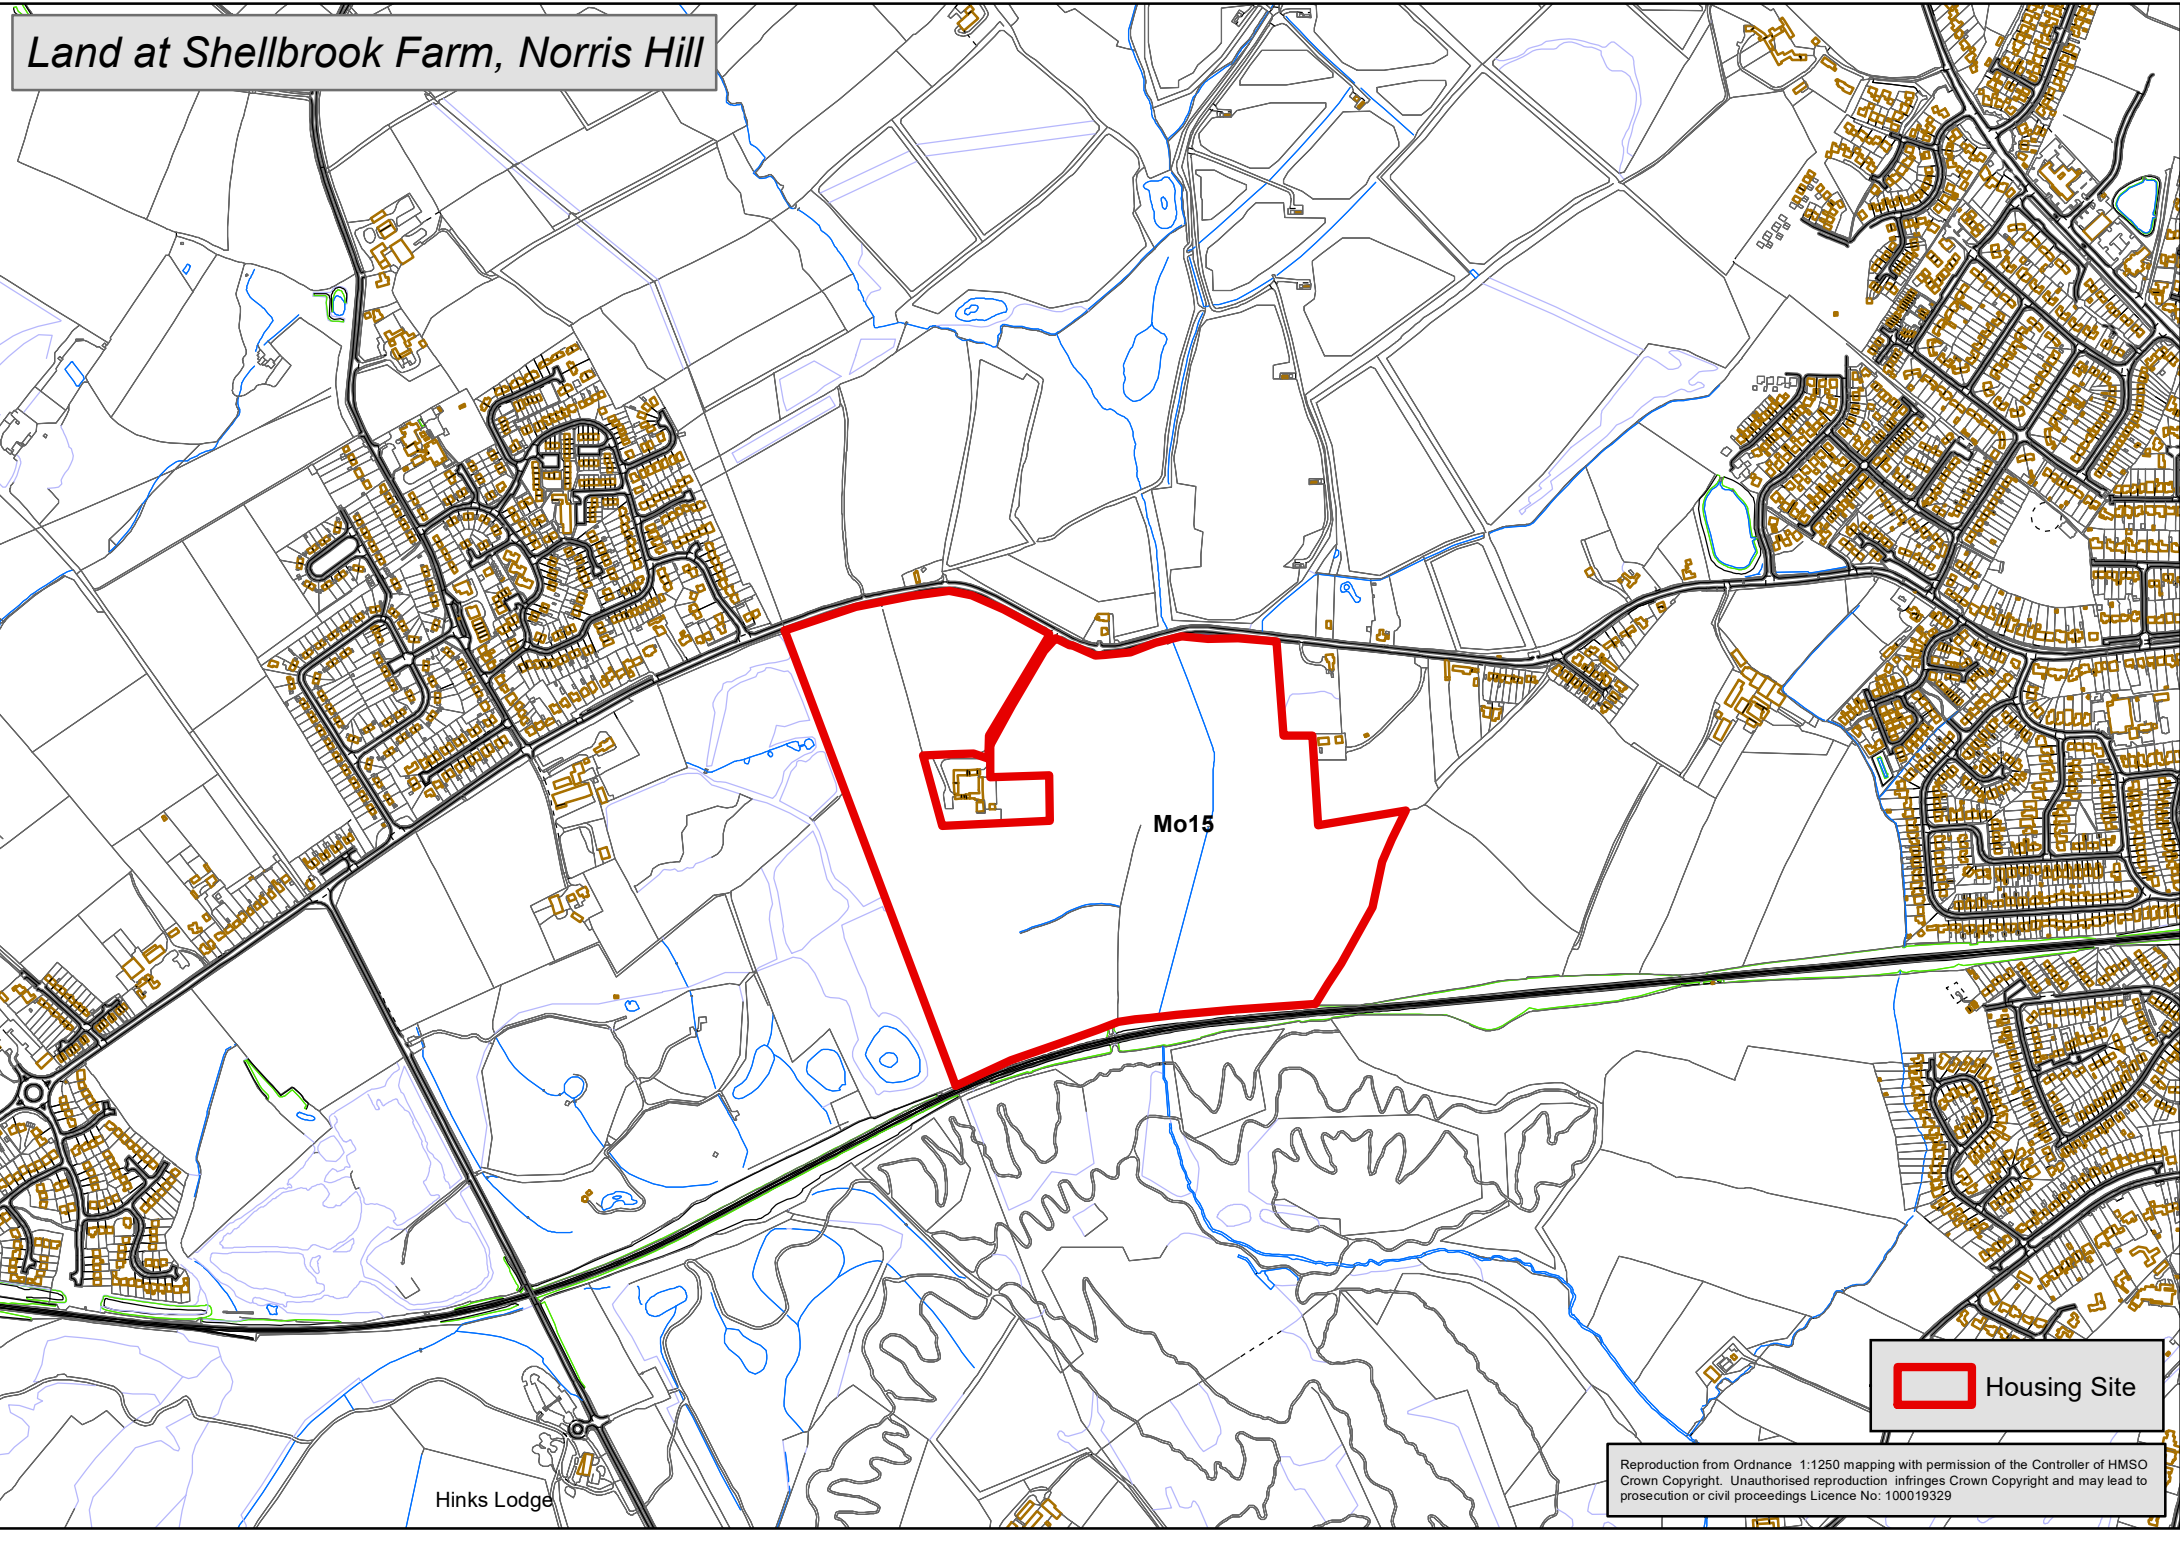 Land at Shellbrook Farm, Norris Hill
Mo15
Housing Site
Reproduction from Ordnance 1:1250 mapping with permission of the Controller of HMSO
Crown Copyright. Unauthorised reproduction infringes Crown Copyright and may lead to
prosecution or civil proceedings Licence No: 100019329
Hinks Lodge